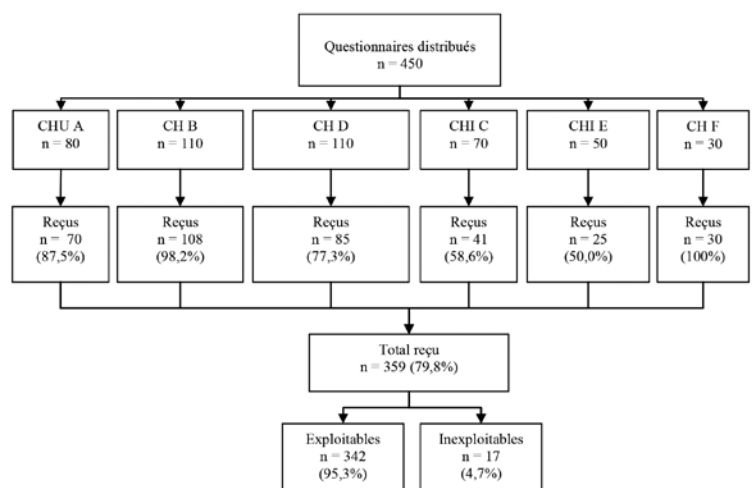 Questionnaires distribués
n = 450
CHU A
n = 80
CH B
n = 110
CH D
n = 110
CHI C
n = 70
CHI E
n = 50
CH F
n = 30
Reçus
n = 70
(87,5%)
Reçus
n = 108
(98,2%)
Reçus
n = 85
(77,3%)
Reçus
n = 41
(58,6%)
Reçus
n = 25
(50,0%)
Reçus
n = 30
(100%)
Total reçu
n = 359 (79,8%)
Exploitables
n = 342
(95,3%)
Inexploitables
n = 17
(4,7%)